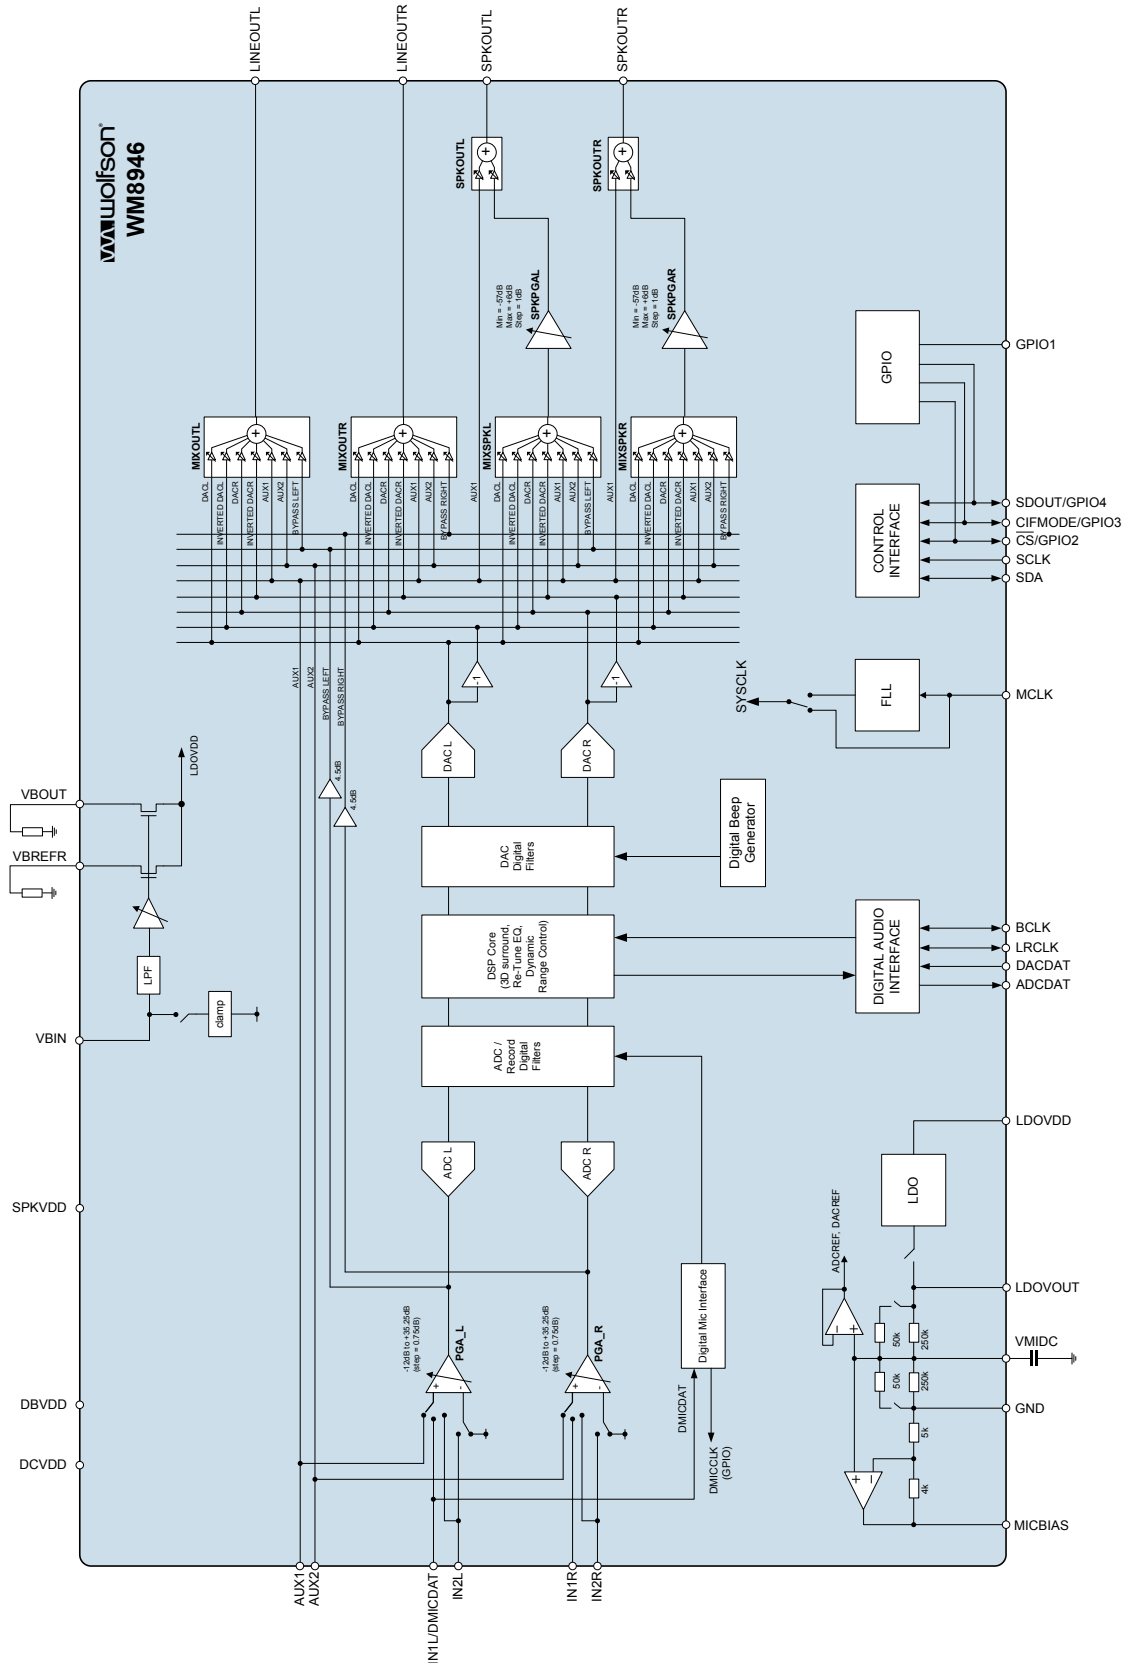 LINEOUTL
LINEOUTR
SPKOUTL
SPKOUTR
wolfson®
WM8946
SPKOUTL
SPKOUTR
Min = -57dB
Max = +6dB
Step = 1dB
SPKPGAL
Min = -57dB
Max = +6dB
Step = 1dB
SPKPGAR
GPIO
GPIO1
MIXOUTL
MIXOUTR
MIXSPKL
MIXSPKR
DACL
INVERTED DACL
DACR
INVERTED DACR
AUX1
AUX2
BYPASS LEFT
DACL
INVERTED DACL
DACR
INVERTED DACR
AUX1
AUX2
BYPASS RIGHT
AUX1
DACL
INVERTED DACL
DACR
INVERTED DACR
AUX1
AUX2
BYPASS LEFT
AUX1
DACL
INVERTED DACL
DACR
INVERTED DACR
AUX1
AUX2
BYPASS RIGHT
CONTROL
INTERFACE
SDOUT/GPIO4
CIFMODE/GPIO3
CS/GPIO2
SCLK
SDA
AUX1
AUX2
BYPASS LEFT
BYPASS RIGHT
-1
-1
SYSCLK
FLL
MCLK
DAC L
DAC R
LDOVDD
VBOUT
VBREFR
4.5dB
4.5dB
DAC
Digital
Filters
Digital Beep
Generator
DSP Core
(3D surround,
Re-Tune EQ,
Dynamic
Range Control)
DIGITAL AUDIO
INTERFACE
BCLK
LRCLK
DACDAT
ADCDAT
LPF
clamp
VBIN
ADC /
Record
Digital
Filters
ADC L
ADC R
LDOVDD
LDO
SPKVDD
ADCREF, DACREF
LDOVOUT
-12dB to +35.25dB
(step = 0.75dB)
PGA_L
-12dB to +35.25dB
(step = 0.75dB)
PGA_R
Digital Mic Interface
- +
50k
250k
VMIDC
50k
250k
+ -
+ -
DBVDD
DMICDAT
GND
5k
DMICCLK
(GPIO)
DCVDD
+ -
4k
MICBIAS
AUX1
AUX2
IN1L/DMICDAT
IN2L
IN1R
IN2R